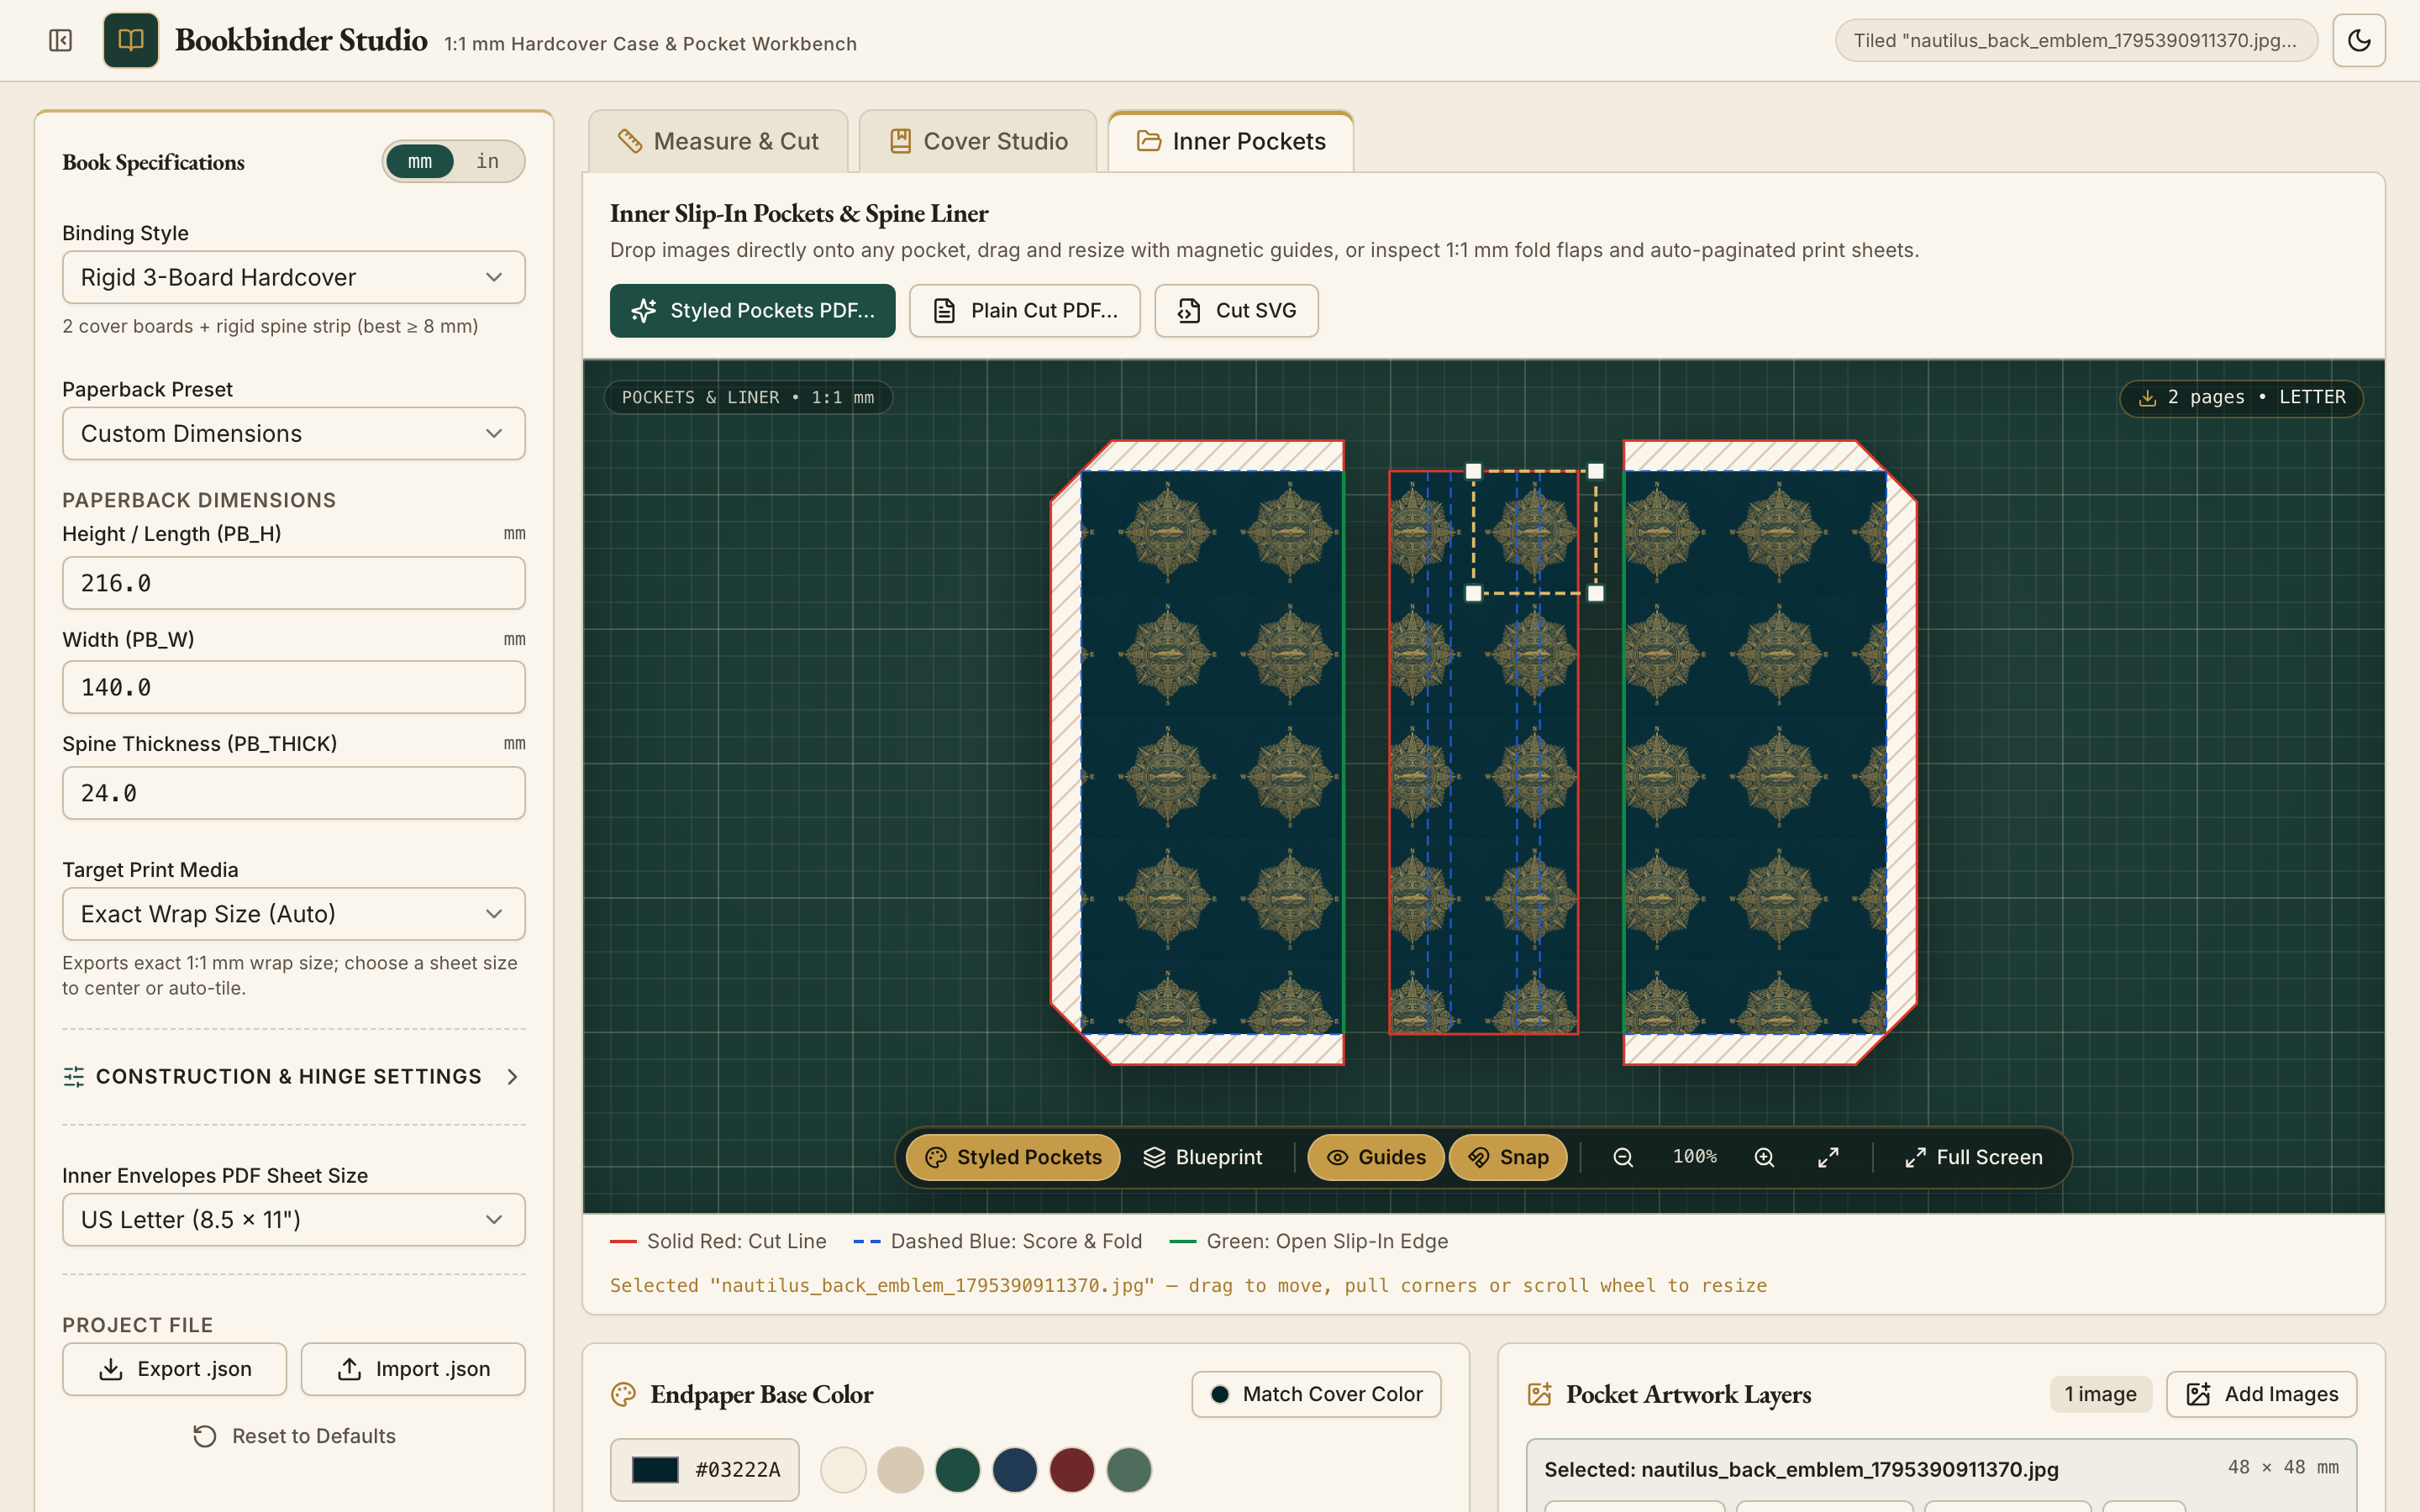 Bookbinder Studio
1:1 mm Hardcover Case & Pocket Workbench
Tiled "nautilus_back_emblem_1795390911370.jpg...
Book Specifications
mm
in
Binding Style
Rigid 3-Board Hardcover
2 cover boards + rigid spine strip (best ≥ 8 mm)
Paperback Preset
Custom Dimensions
PAPERBACK DIMENSIONS
Height / Length (PB_H)
mm
216.0
Width (PB_W)
mm
140.0
Spine Thickness (PB_THICK)
mm
24.0
Target Print Media
Exact Wrap Size (Auto)
Exports exact 1:1 mm wrap size; choose a sheet size
to center or auto-tile.
CONSTRUCTION & HINGE SETTINGS
Inner Envelopes PDF Sheet Size
US Letter (8.5 × 11")
PROJECT FILE
Export .json
Import .json
Reset to Defaults
Measure & Cut
Cover Studio
Inner Pockets
Inner Slip-In Pockets & Spine Liner
Drop images directly onto any pocket, drag and resize with magnetic guides, or inspect 1:1 mm fold flaps and auto-paginated print sheets.
Styled Pockets PDF...
Plain Cut PDF...
Cut SVG
POCKETS & LINER • 1:1 mm
2 pages • LETTER
Styled Pockets
Blueprint
Guides
Snap
100%
Full Screen
Solid Red: Cut Line
Dashed Blue: Score & Fold
Green: Open Slip-In Edge
Selected "nautilus_back_emblem_1795390911370.jpg" — drag to move, pull corners or scroll wheel to resize
Endpaper Base Color
Match Cover Color
#03222A
Pocket Artwork Layers
1 image
Add Images
Selected: nautilus_back_emblem_1795390911370.jpg
48 × 48 mm